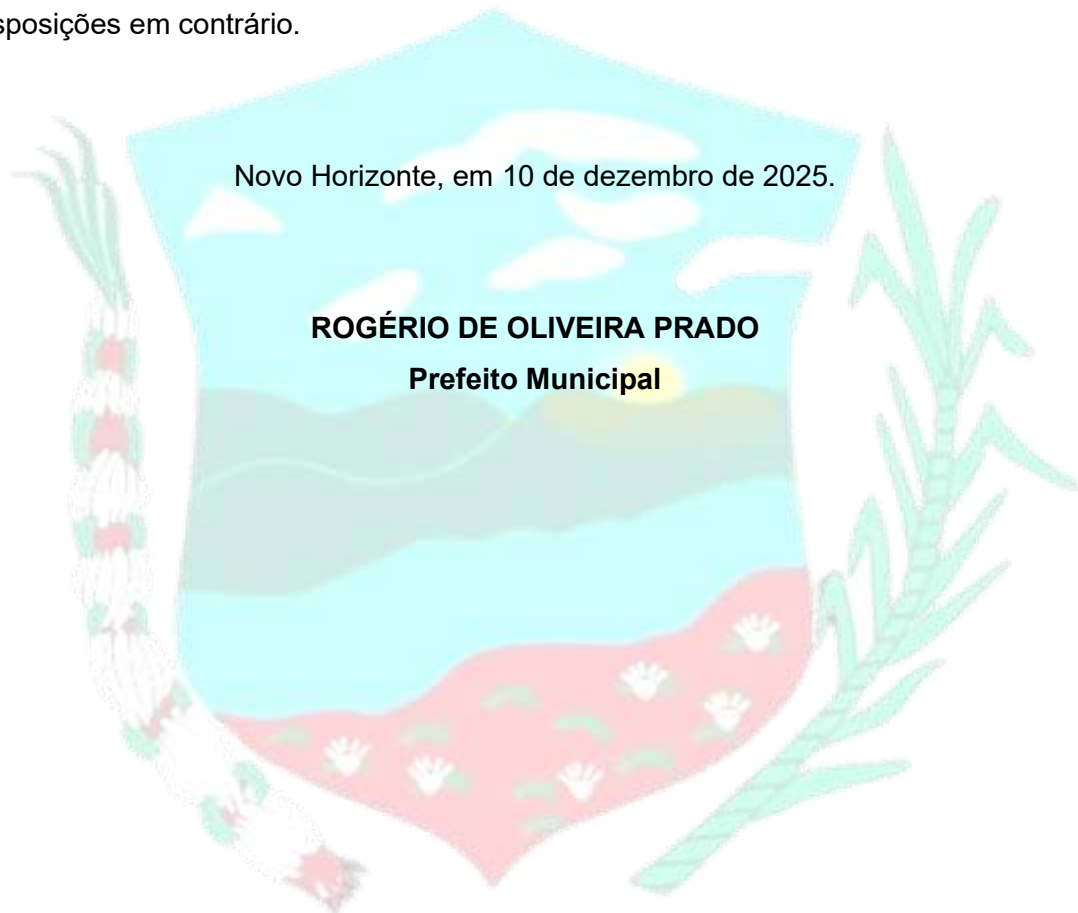 sposições em contrário.
Novo Horizonte, em 10 de dezembro de 2025.
ROGÉRIO DE OLIVEIRA PRADO
Prefeito Municipal